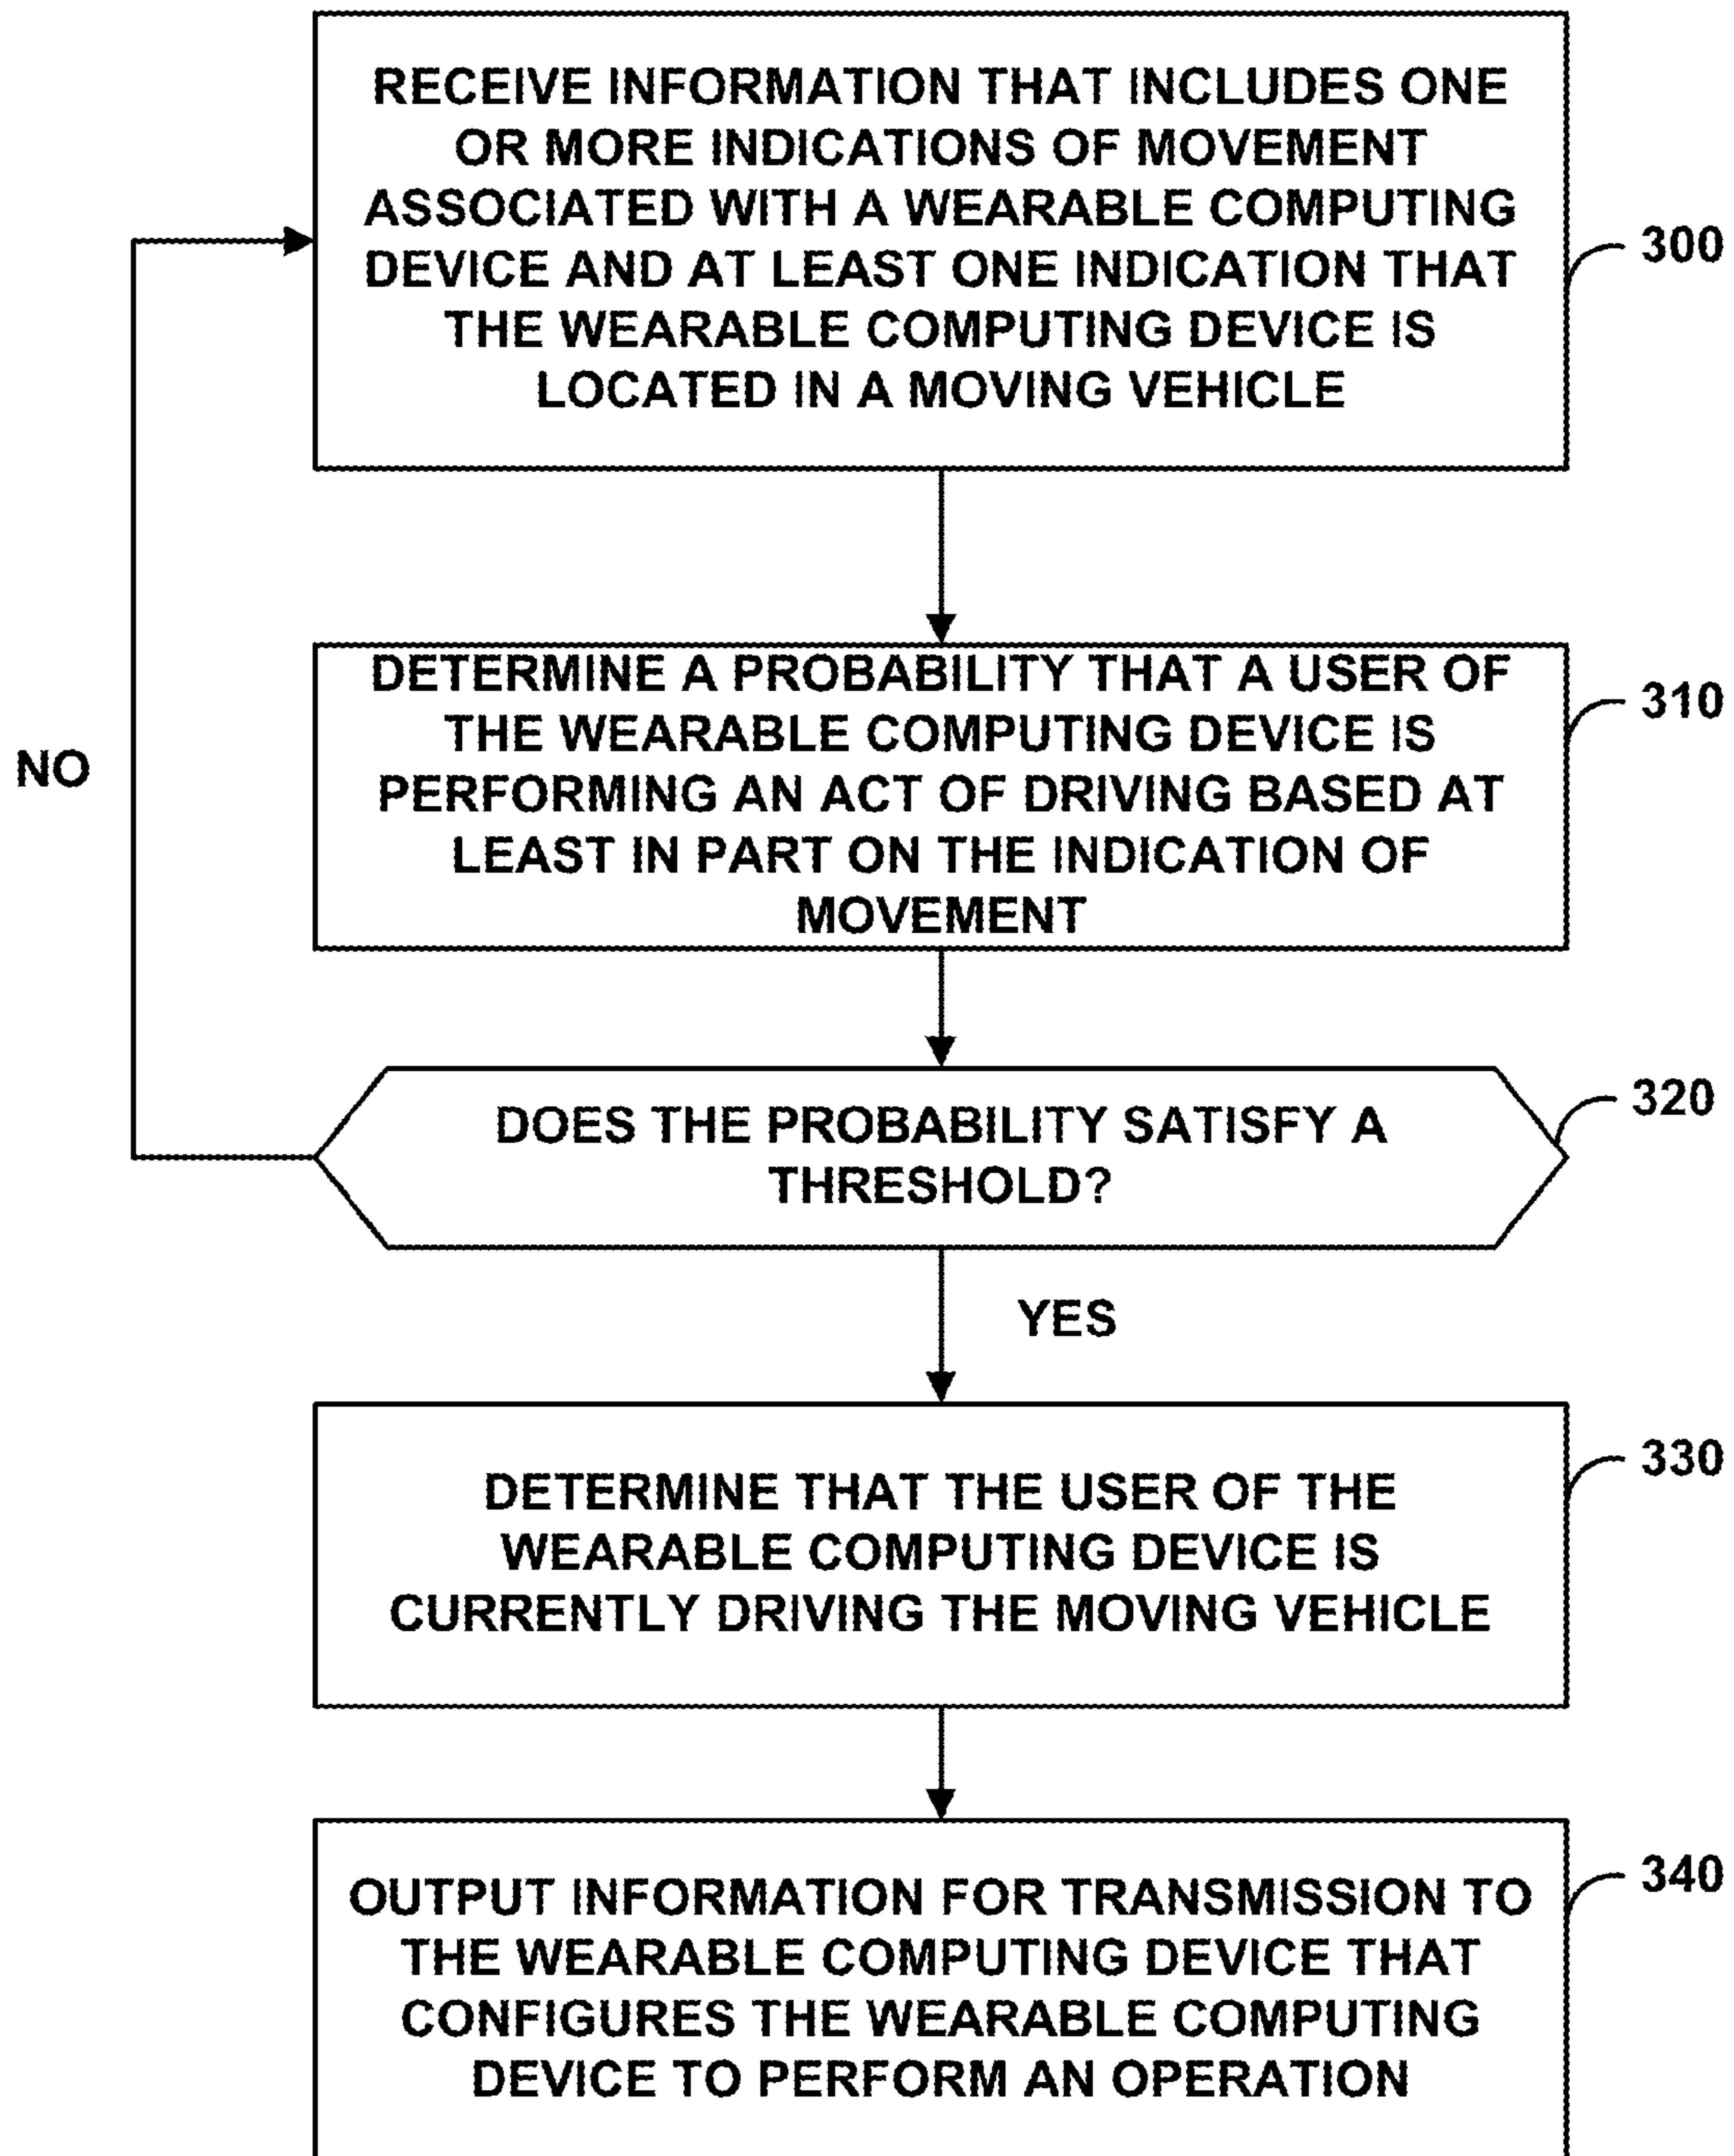 RECEIVE INFORMATION THAT INCLUDES ONE
OR MORE INDICATIONS OF MOVEMENT
ASSOCIATED WITH A WEARABLE COMPUTING
DEVICE AND AT LEAST ONE INDICATION THAT
THE WEARABLE COMPUTING DEVICE IS
LOCATED IN A MOVING VEHICLE
300
DETERMINE A PROBABILITY THAT A USER OF
THE WEARABLE COMPUTING DEVICE IS
PERFORMING AN ACT OF DRIVING BASED AT
LEAST IN PART ON THE INDICATION OF
MOVEMENT
310
NO
DOES THE PROBABILITY SATISFY A
THRESHOLD?
320
YES
DETERMINE THAT THE USER OF THE
WEARABLE COMPUTING DEVICE IS
CURRENTLY DRIVING THE MOVING VEHICLE
330
OUTPUT INFORMATION FOR TRANSMISSION TO
THE WEARABLE COMPUTING DEVICE THAT
CONFIGURES THE WEARABLE COMPUTING
DEVICE TO PERFORM AN OPERATION
340